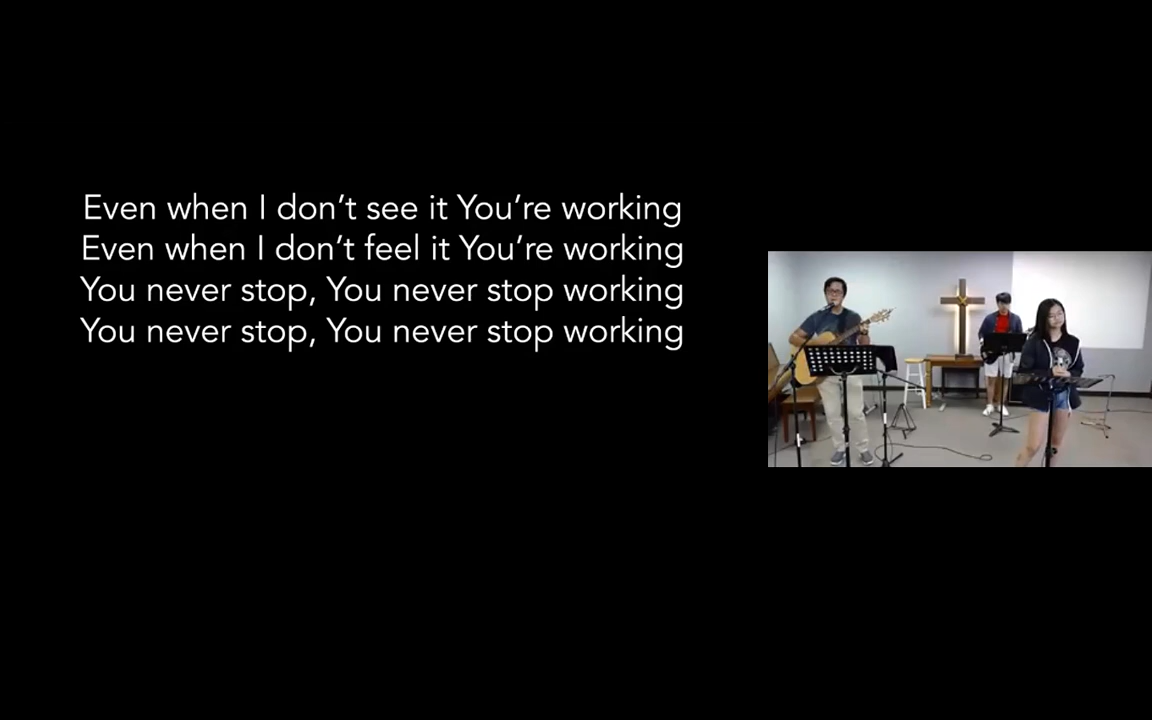 Even when I don’t see it You’re working
Even when I don’t feel it You’re working
You never stop, You never stop working
You never stop, You never stop working